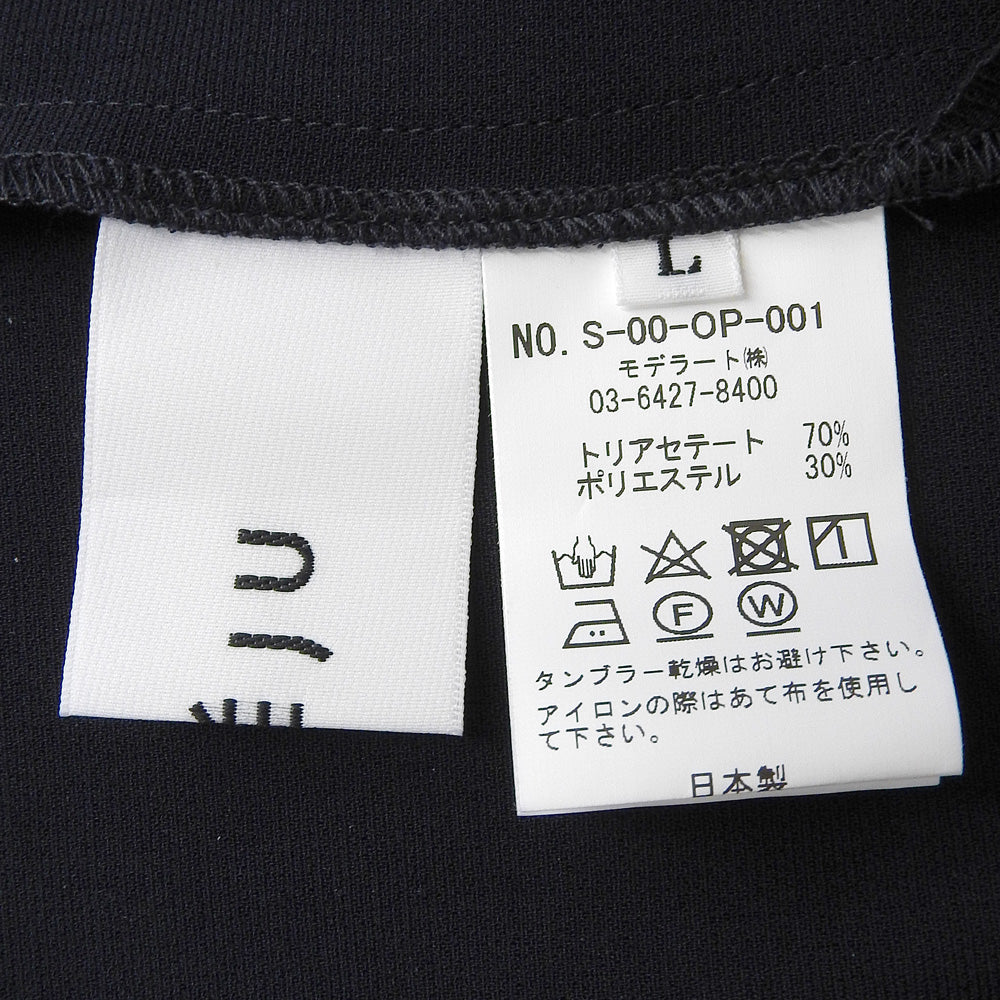 L
NO. S-00-OP-001
モデラート㈱
03-6427-8400
トリアセテート 70%
ポリエステル 30%
F W
タンブラー乾燥はお避け下さい。
アイロンの際はあて布を使用し
て下さい。
日本製